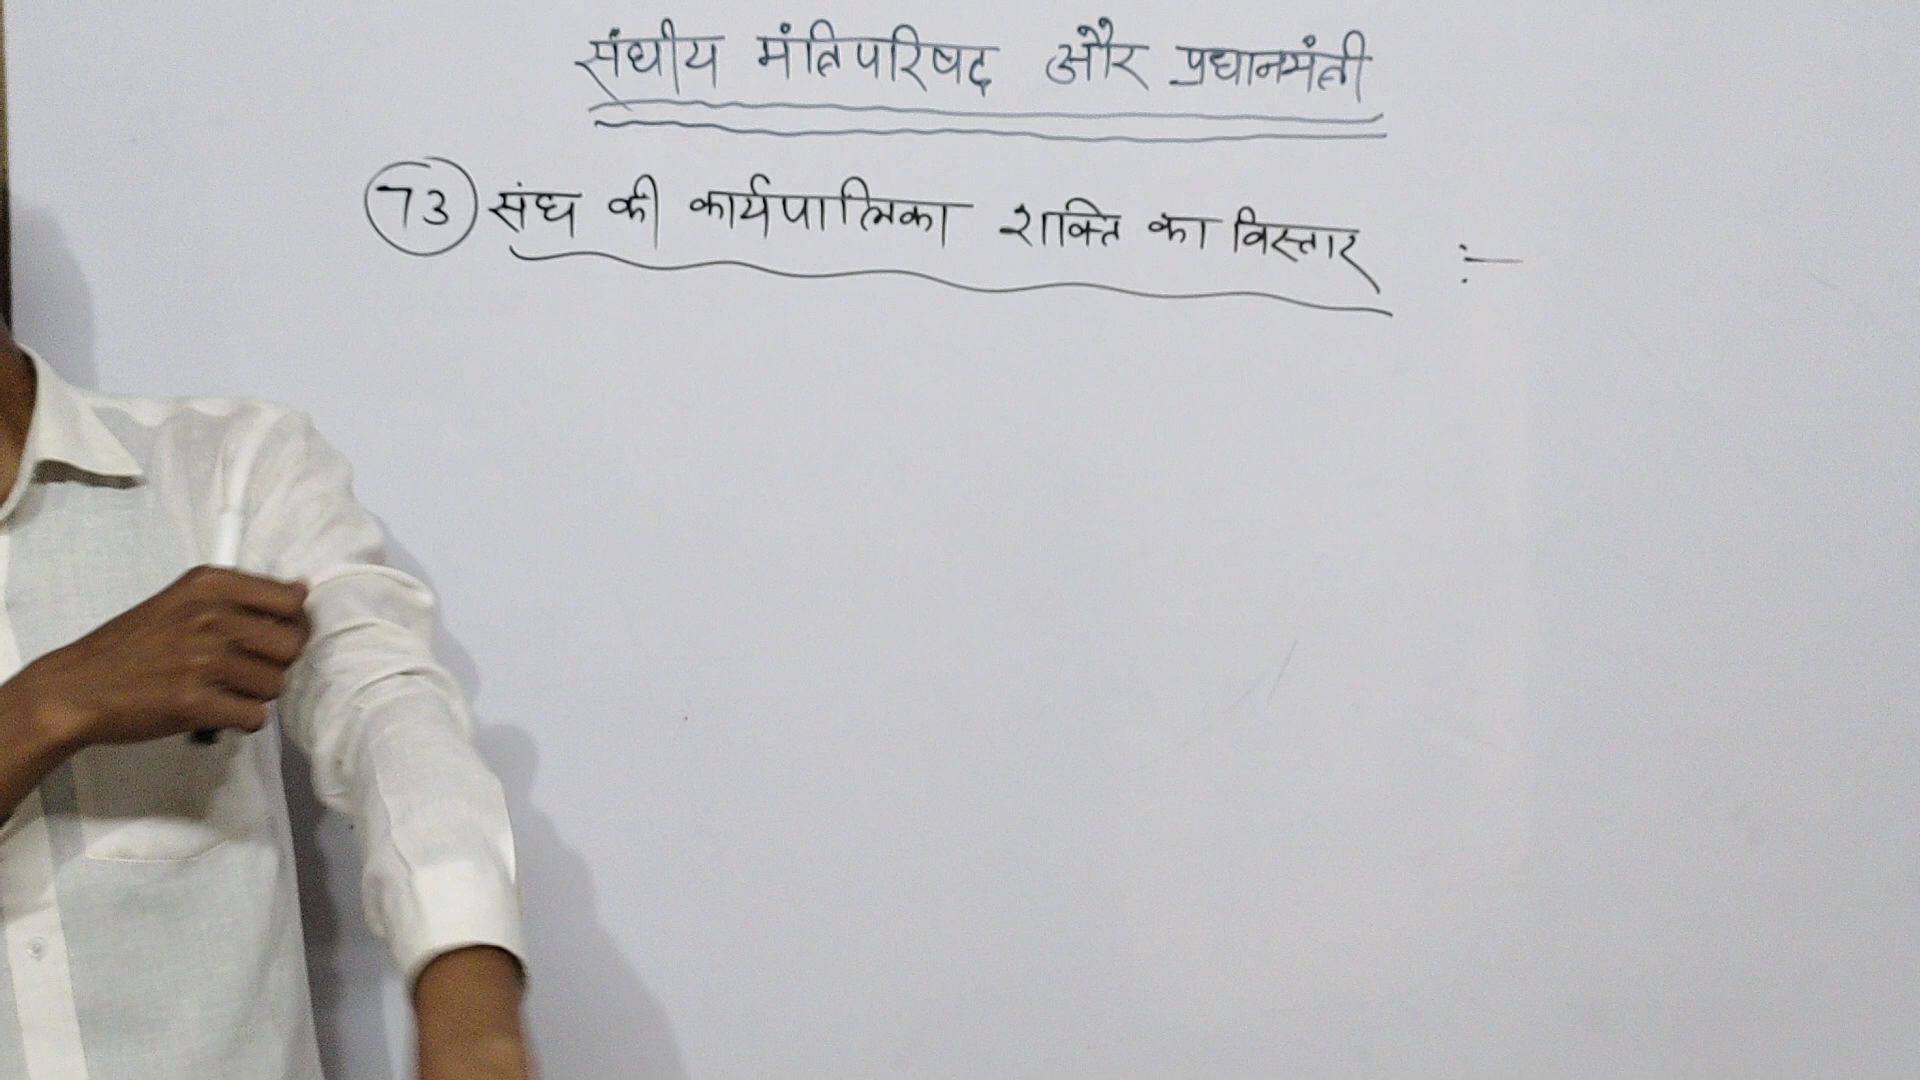 संघीय मंत्रिपरिषद और प्रधानमंत्री
73 संघ की कार्यपालिका शक्ति का विस्तार :-